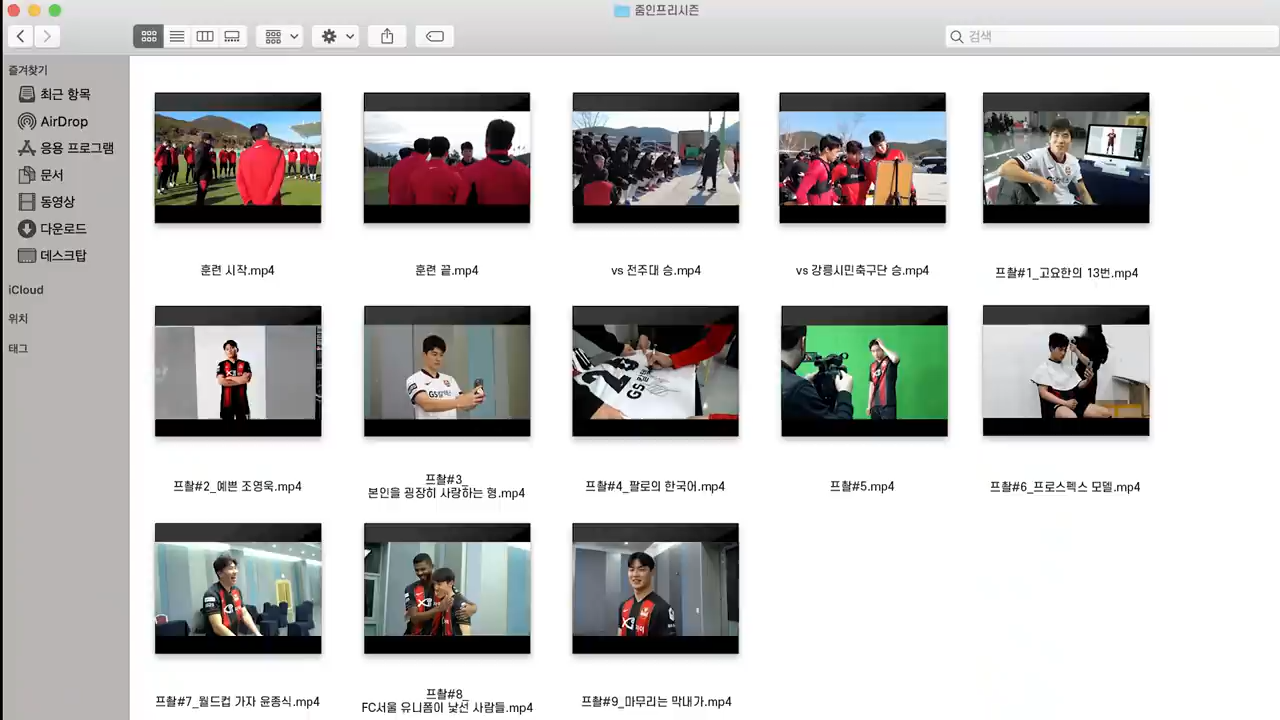 줌인프리시즌
검색
즐겨찾기
최근 항목
AirDrop
응용 프로그램
문서
동영상
다운로드
데스크탑
iCloud
위치
태그
훈련 시작.mp4
훈련 끝.mp4
vs 전주대 승.mp4
vs 강릉시민축구단 승.mp4
프촬#1_고요한의 13번.mp4
프촬#2_예쁜 조영욱.mp4
프촬#3_
본인을 굉장히 사랑하는 형.mp4
프촬#4_팔로의 한국어.mp4
프촬#5.mp4
프촬#6_프로스펙스 모델.mp4
프촬#7_월드컵 가자 윤종식.mp4
프촬#8_
FC서울 유니폼이 낯선 사람들.mp4
프촬#9_마무리는 막내가.mp4